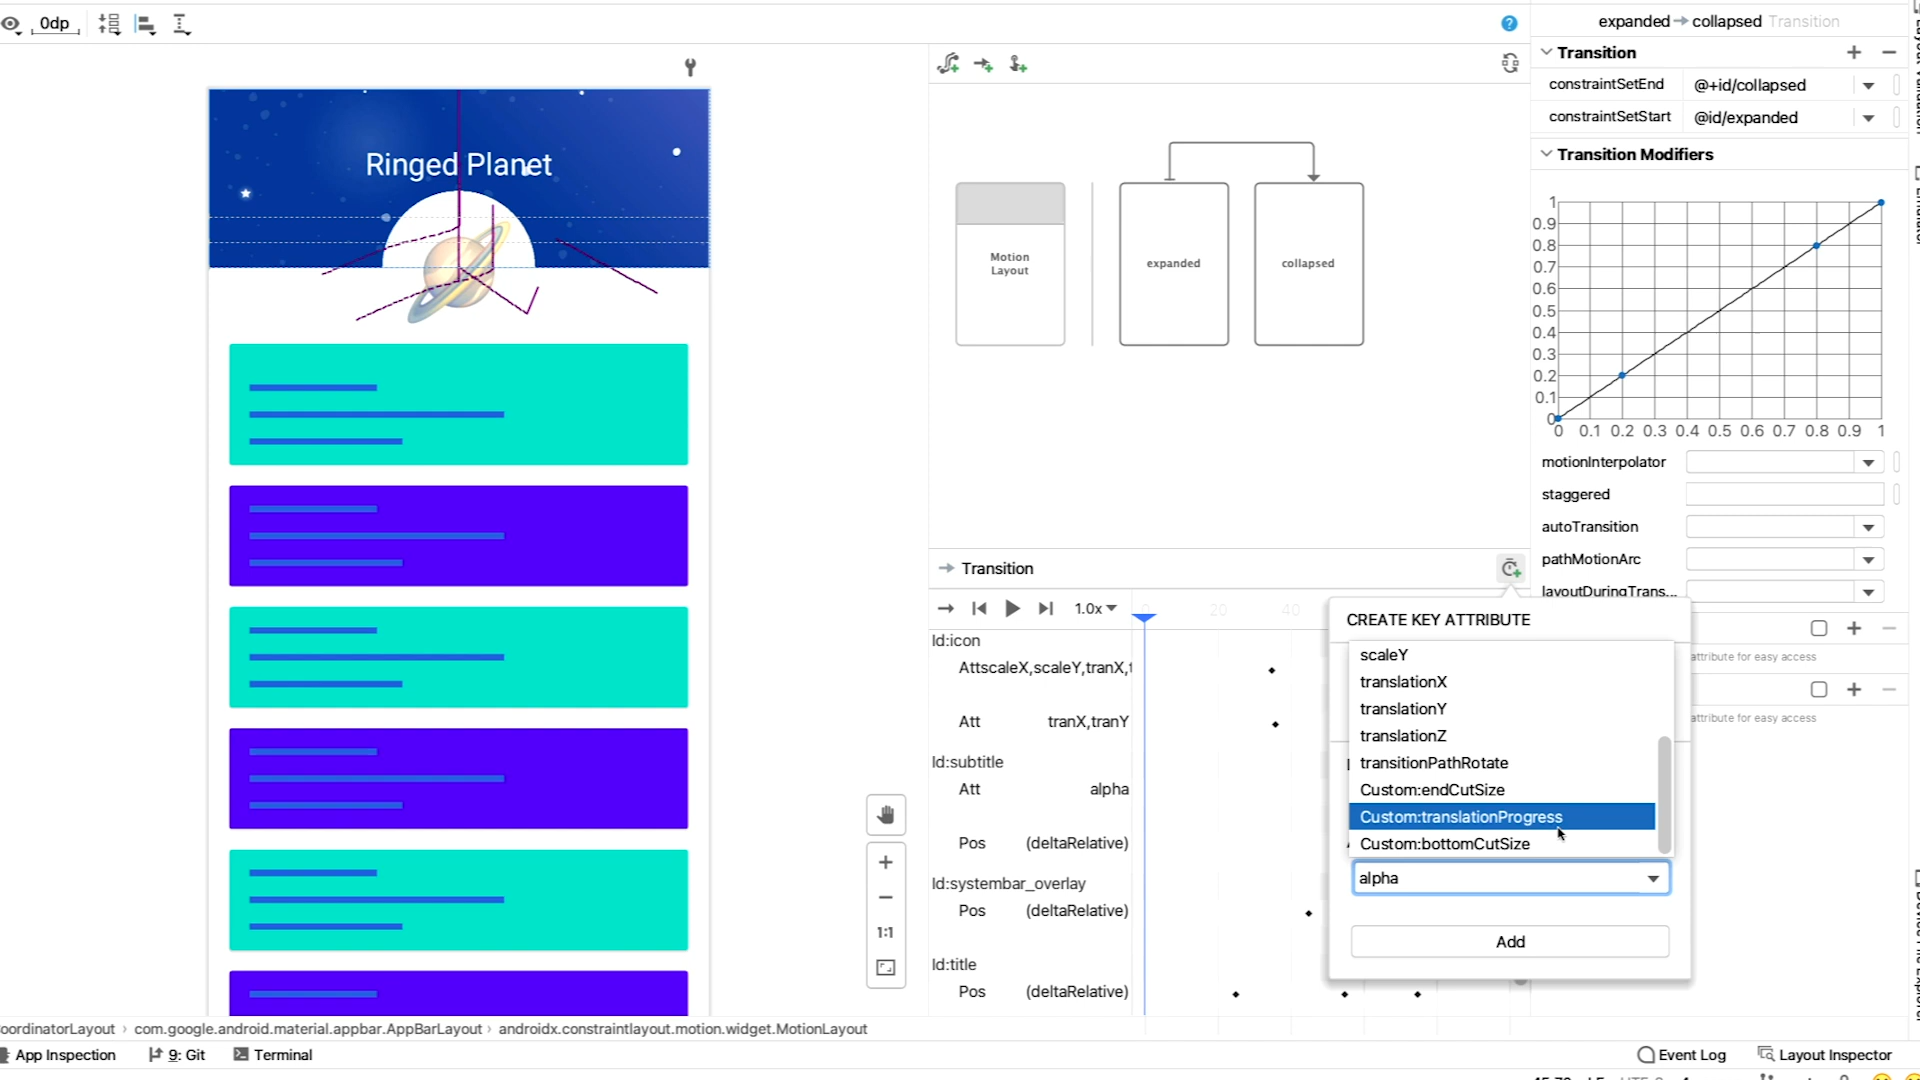 0dp
expanded → collapsed Transition
Transition
constraintSetEnd @+id/collapsed
constraintSetStart @id/expanded
Transition Modifiers
Ringed Planet
Motion
Layout
expanded
collapsed
1
0.9
0.8
0.7
0.6
0.5
0.4
0.3
0.2
0.1
0
0 0.1 0.2 0.3 0.4 0.5 0.6 0.7 0.8 0.9 1
motionInterpolator
staggered
autoTransition
pathMotionArc
layoutDuringTrans...
Transition
1.0x
0 20 40
CREATE KEY ATTRIBUTE
Id:icon
AttscaleX,scaleY,tranX,t
Att tranX,tranY
Id:subtitle
Att alpha
Pos (deltaRelative)
Id:systembar_overlay
Pos (deltaRelative)
Id:title
Pos (deltaRelative)
scaleY
translationX
translationY
translationZ
transitionPathRotate
Custom:endCutSize
Custom:translationProgress
Custom:bottomCutSize
alpha
Add
attribute for easy access
attribute for easy access
1:1
oordinatorLayout › com.google.android.material.appbar.AppBarLayout › androidx.constraintlayout.motion.widget.MotionLayout
App Inspection 9: Git Terminal
Event Log Layout Inspector